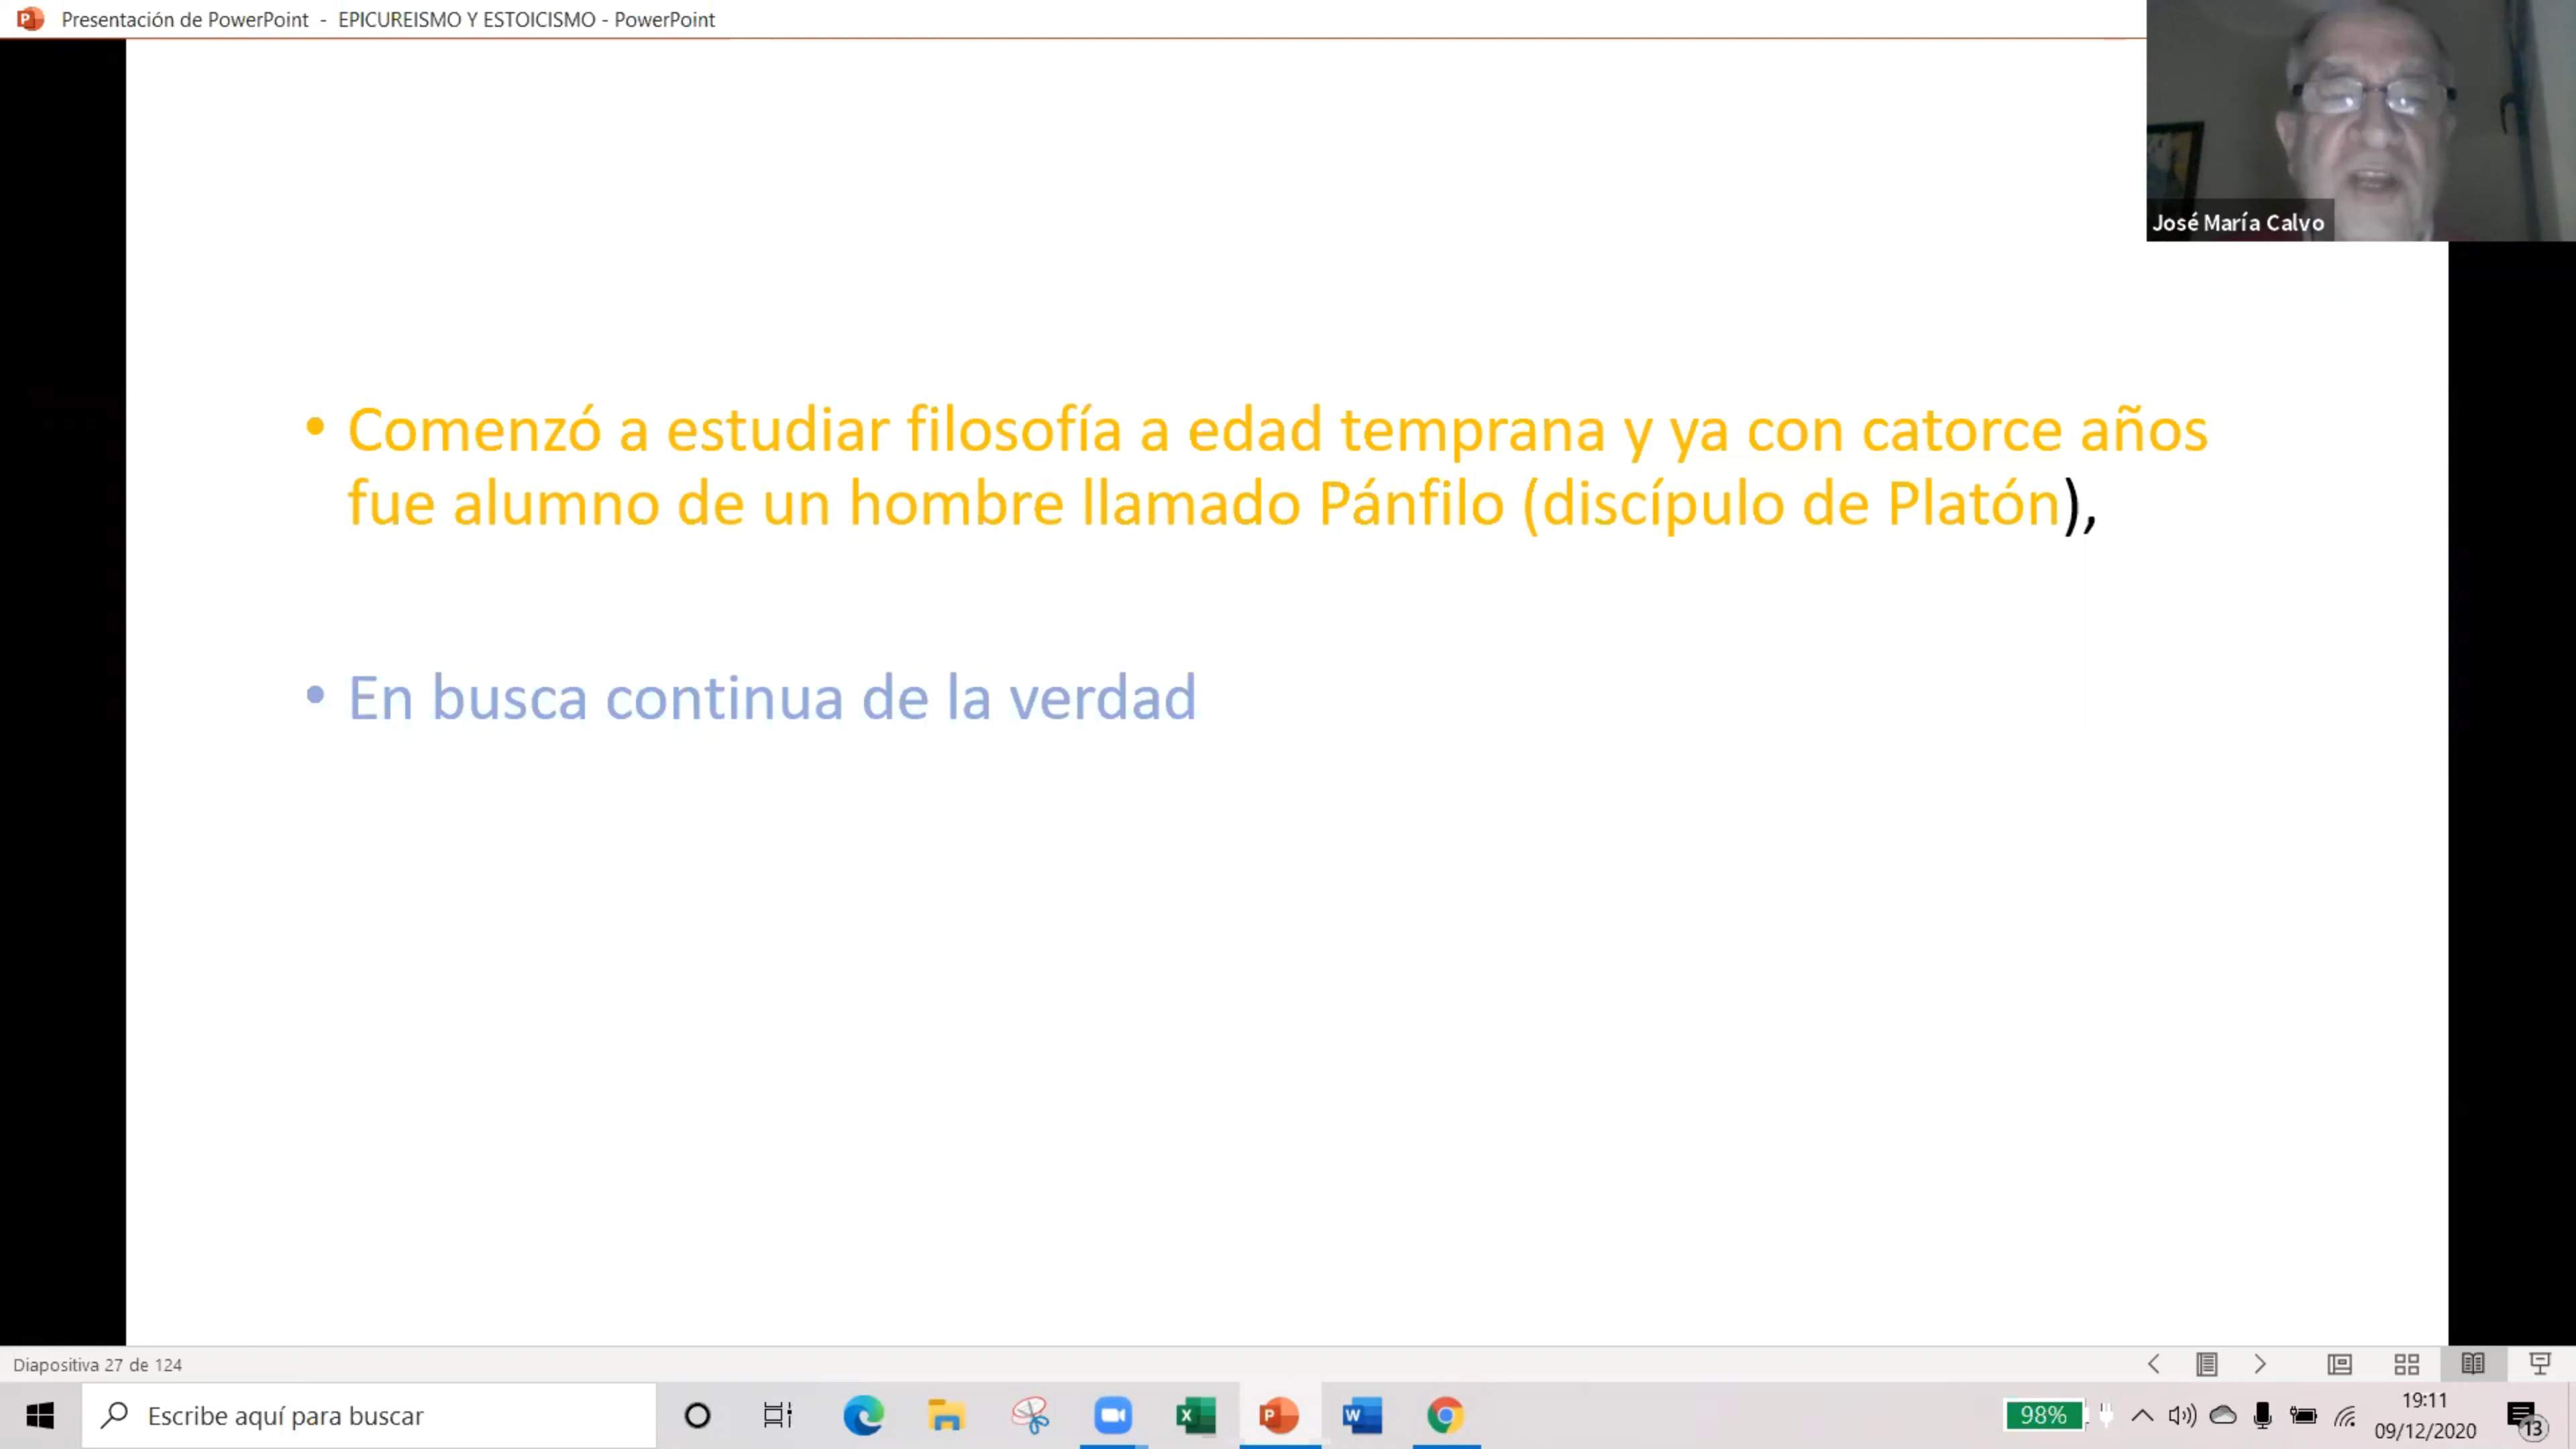 Presentación de PowerPoint - EPICUREISMO Y ESTOICISMO - PowerPoint
José María Calvo
• Comenzó a estudiar filosofía a edad temprana y ya con catorce años
fue alumno de un hombre llamado Pánfilo (discípulo de Platón),
• En busca continua de la verdad
Diapositiva 27 de 124
Escribe aquí para buscar
98%
19:11
09/12/2020
13